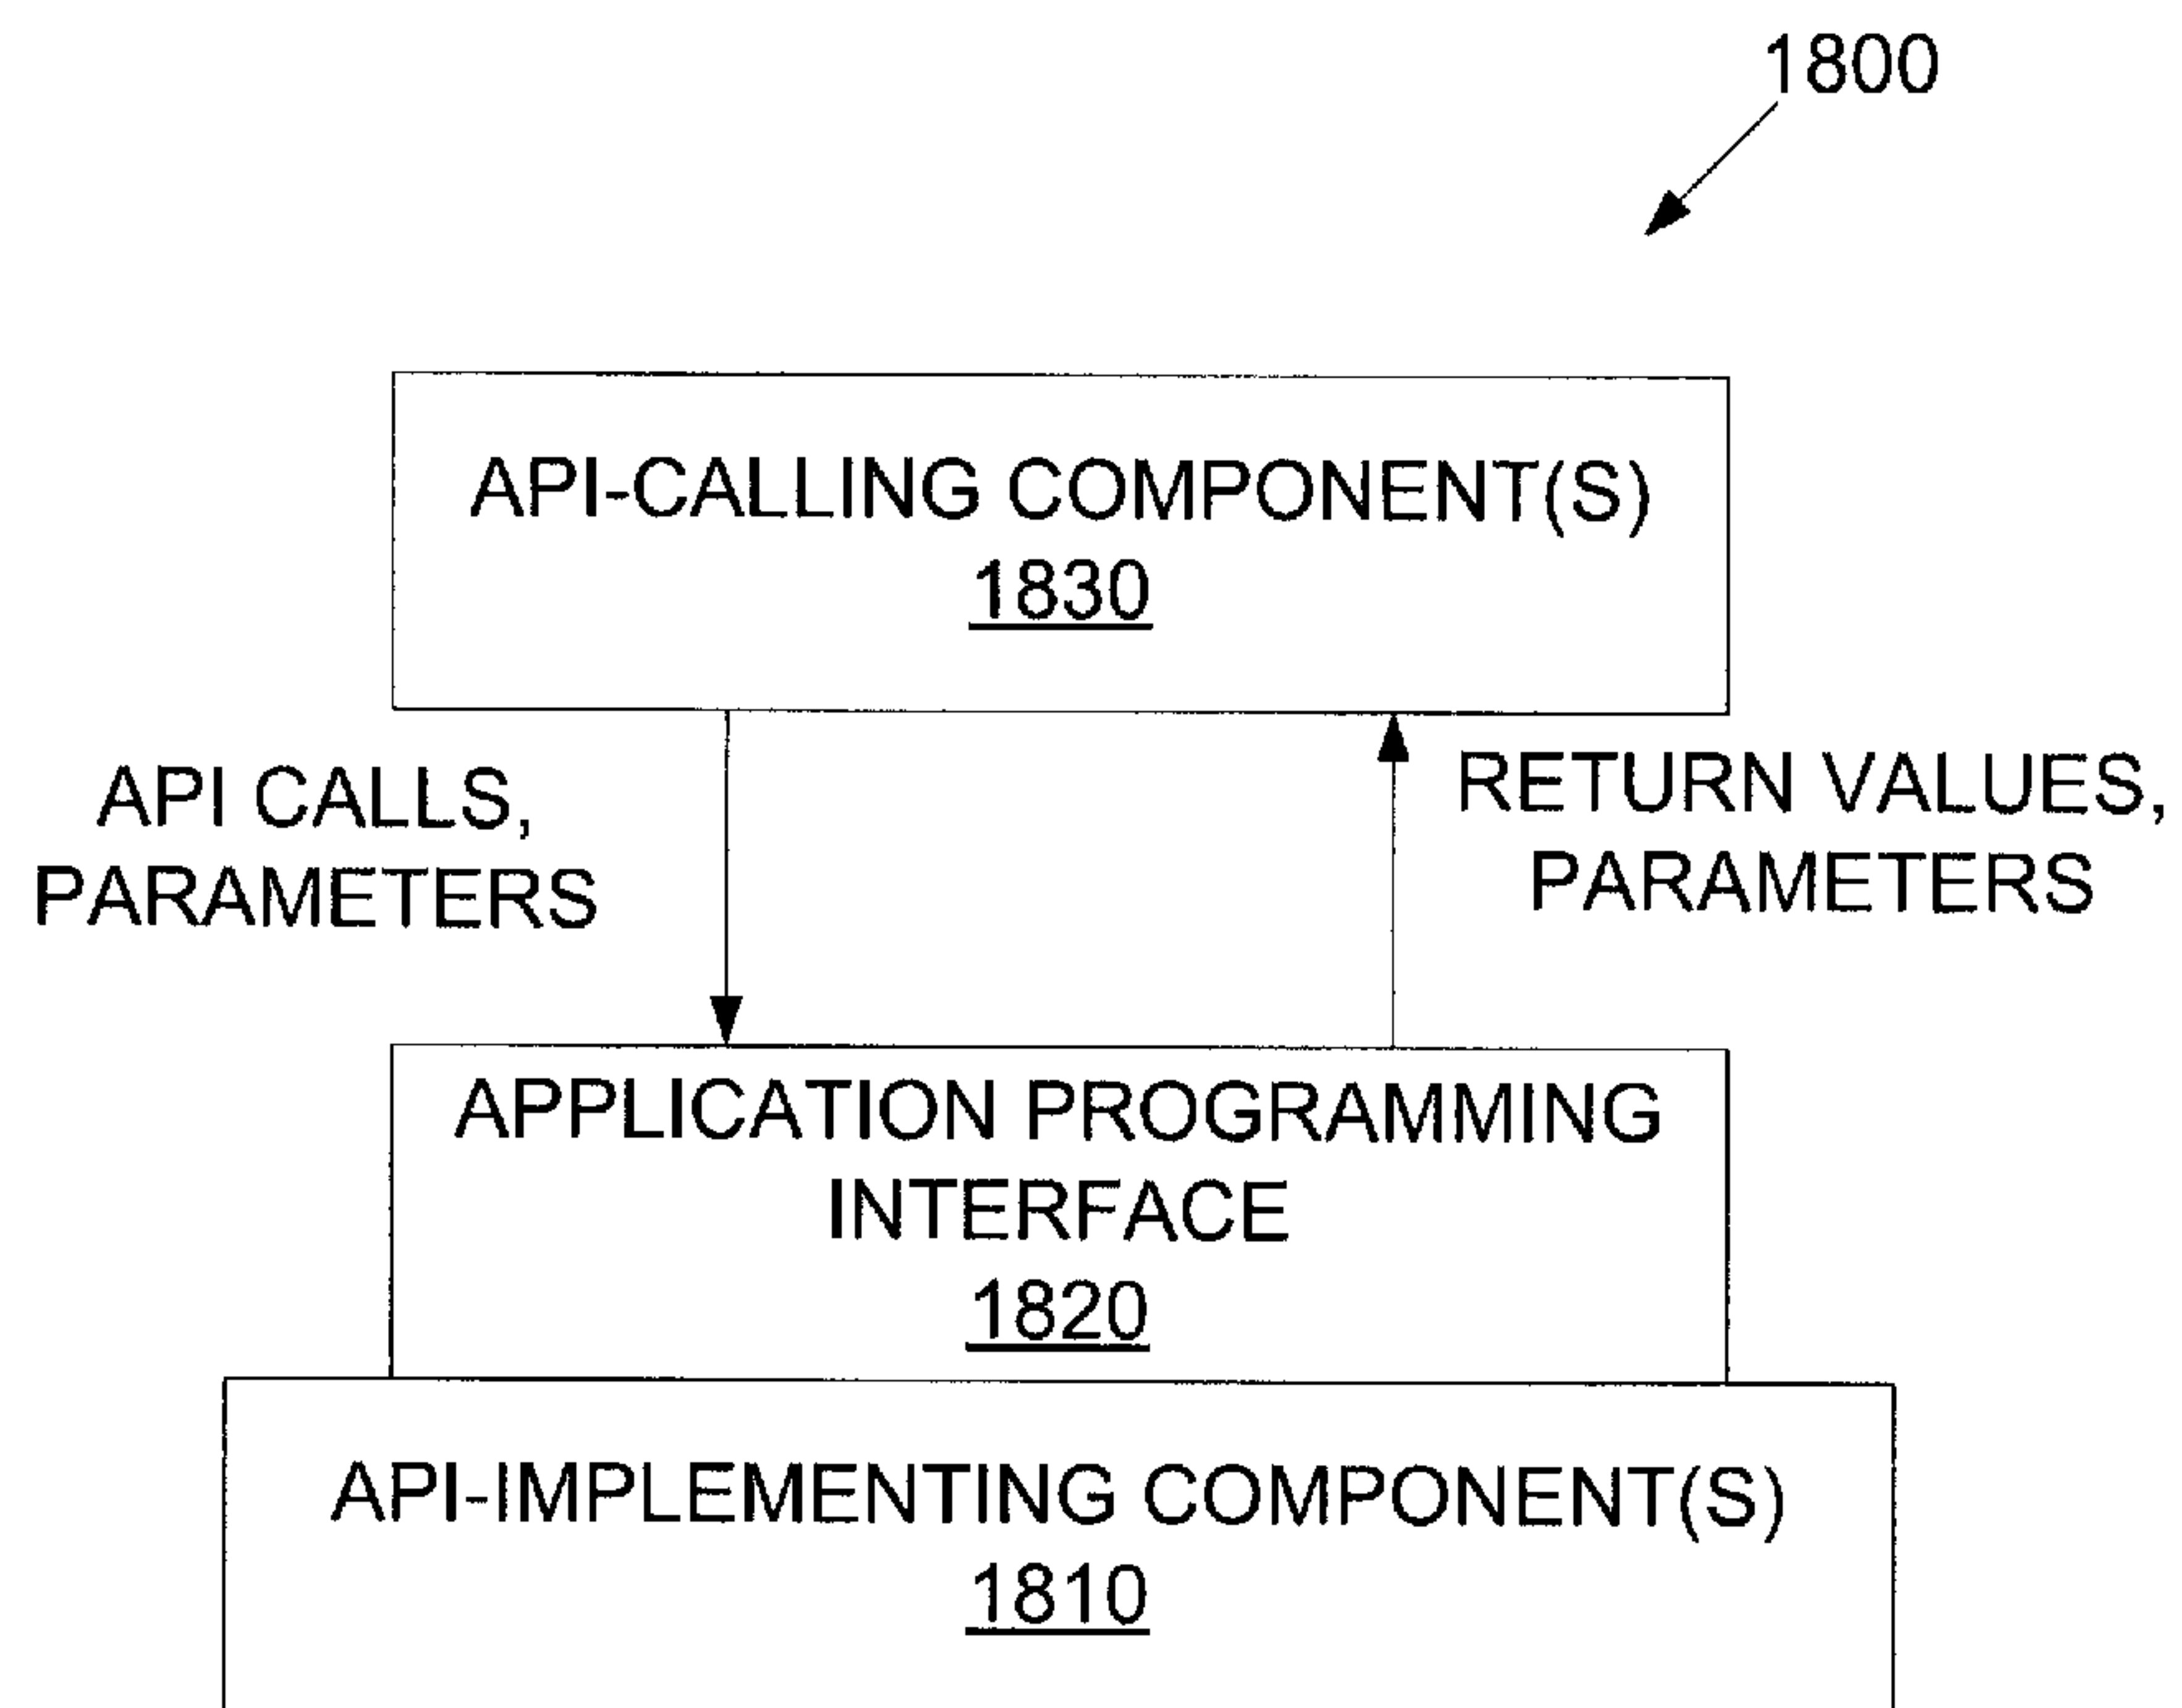 1800
API-CALLING COMPONENT(S)
1830
API CALLS,
PARAMETERS
RETURN VALUES,
PARAMETERS
APPLICATION PROGRAMMING
INTERFACE
1820
API-IMPLEMENTING COMPONENT(S)
1810